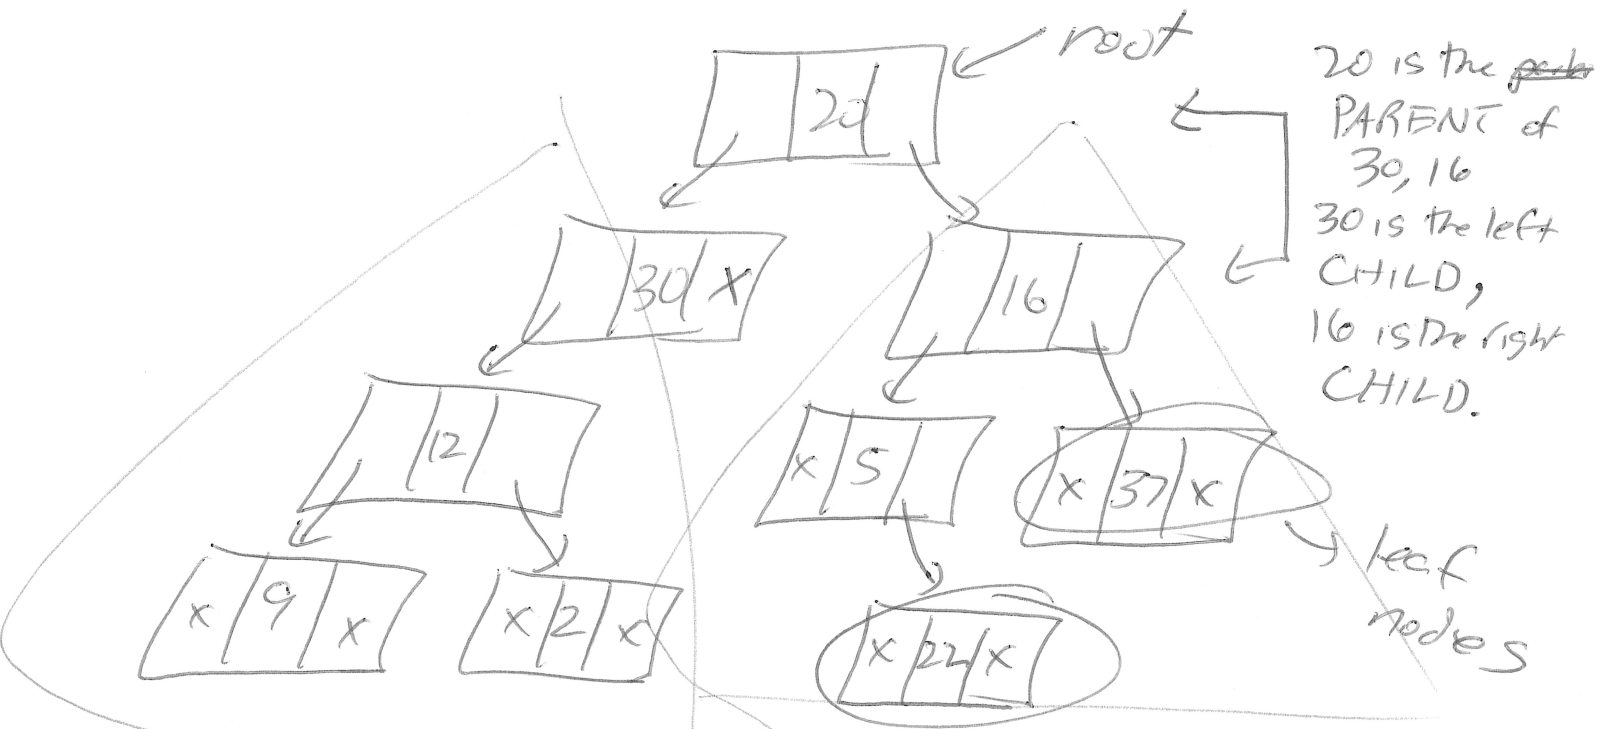 root
20
20 is the
PARENT of
30, 16
30 is the left
CHILD,
16 is the right
CHILD.
30 X
16
12
X 5
X 37 X
leaf
nodes
X 9 X
X 2 X
X 22 X